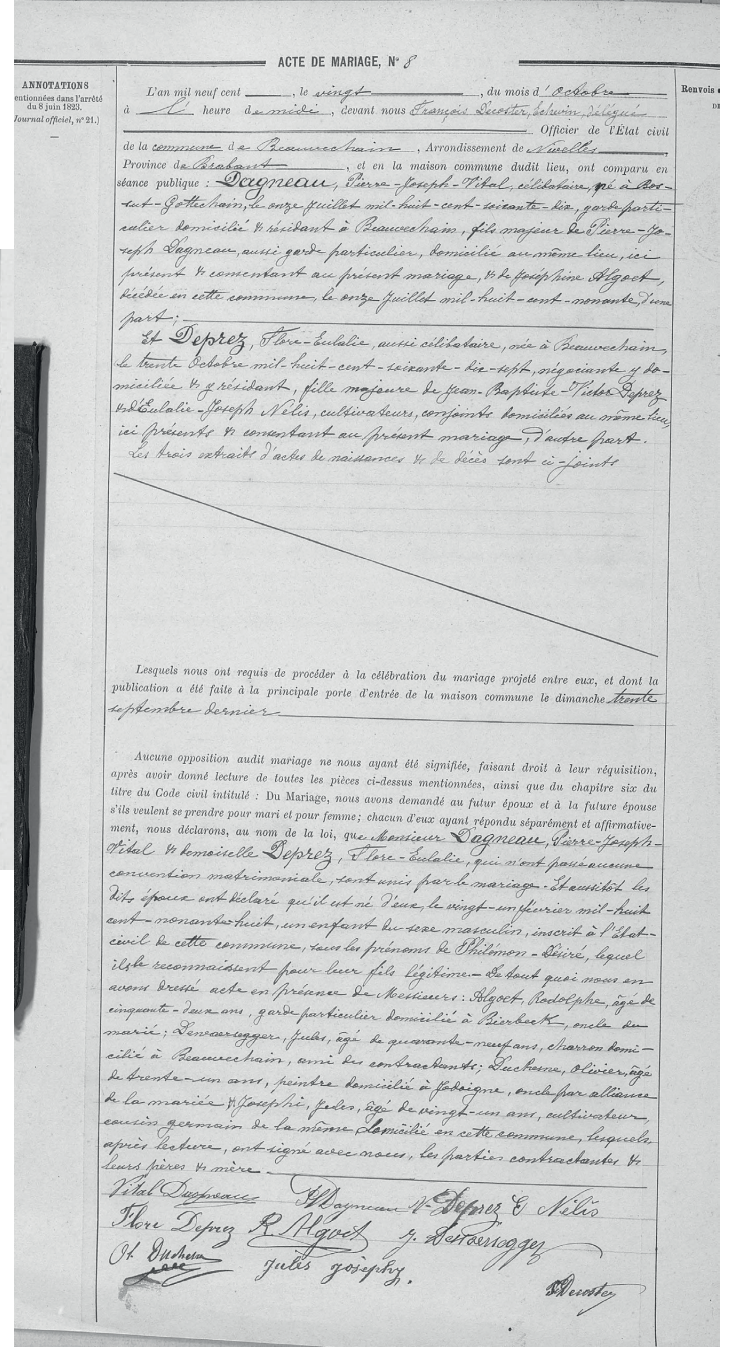 ACTE DE MARIAGE, N° 8
ANNOTATIONS
entionnées dans l'arrêté
du 8 juin 1823.
Journal officiel, n° 21.)
Renvois
L'an mil neuf cent, le vingt, du mois d'Octobre
à l' heure de midi, devant nous François Decoster, Echevin, délégué
Officier de l'État civil
de la commune de Beauvechain, Arrondissement de Nivelles
Province de Brabant, et en la maison commune dudit lieu, ont comparu en
séance publique : Dagneau, Pierre-Joseph-Vital, célibataire, né à Bos-
sut-Gottechain, le onze Juillet mil-huit-cent-soixante-dix, garde parti-
culier domicilié & résidant à Beauvechain, fils majeur de Pierre-Jo-
seph Dagneau, aussi garde particulier, domicilié au même lieu, ici
présent & consentant au présent mariage, & de Joséphine Algoet,
décédée en cette commune, le onze Juillet mil-huit-cent-nonante, d'une
part;
Et Deprez, Flore-Eulalie, aussi célibataire, née à Beauvechain,
le trente Octobre mil-huit-cent-soixante-dix-sept, négociante y do-
miciliée & y résidant, fille majeure de Jean-Baptiste-Victor Deprez
& d'Eulalie-Joseph Nélis, cultivateurs, conjoints domiciliés au même lieu,
ici présents & consentant au présent mariage, d'autre part.
Les trois extraits d'actes de naissances & de décès sont ci-joints
Lesquels nous ont requis de procéder à la célébration du mariage projeté entre eux, et dont la
publication a été faite à la principale porte d'entrée de la maison commune le dimanche trente
septembre dernier
Aucune opposition audit mariage ne nous ayant été signifiée, faisant droit à leur réquisition,
après avoir donné lecture de toutes les pièces ci-dessus mentionnées, ainsi que du chapitre six du
titre du Code civil intitulé : Du Mariage, nous avons demandé au futur époux et à la future épouse
s'ils veulent se prendre pour mari et pour femme; chacun d'eux ayant répondu séparément et affirmative-
ment, nous déclarons, au nom de la loi, que Monsieur Dagneau, Pierre-Joseph-
Vital & demoiselle Deprez, Flore-Eulalie, qui n'ont passé aucune
convention matrimoniale, sont unis par le mariage. Et aussitôt les
dits époux ont déclaré qu'il est né d'eux, le vingt-un février mil-huit
cent-nonante-huit, un enfant du sexe masculin, inscrit à l'Etat-
civil de cette commune, sous les prénoms de Philémon-Désiré, lequel
ils le reconnaissent pour leur fils légitime. De tout quoi nous en
avons dressé acte en présence de Messieurs : Algoet, Rodolphe, âgé de
cinquante-deux ans, garde particulier domicilié à Bierbeek, oncle du
marié; Jules, âgé de quarante-neuf ans, charron domi-
cilié à Beauvechain, ami des contractants; Duchesne, Olivier, âgé
de trente-un ans, peintre domicilié à Jodoigne, oncle par alliance
de la mariée & Josephi, Jules, âgé de vingt-un ans, cultivateur,
cousin germain de la même domicilié en cette commune, lesquels
après lecture, ont signé avec nous, les parties contractantes &
leurs pères & mère
Vital Dagneau Dagneau V. Deprez E Nélis
Flore Deprez R. Algoet J.
Ol. Duchesn
Jules Josephy.
Decoster